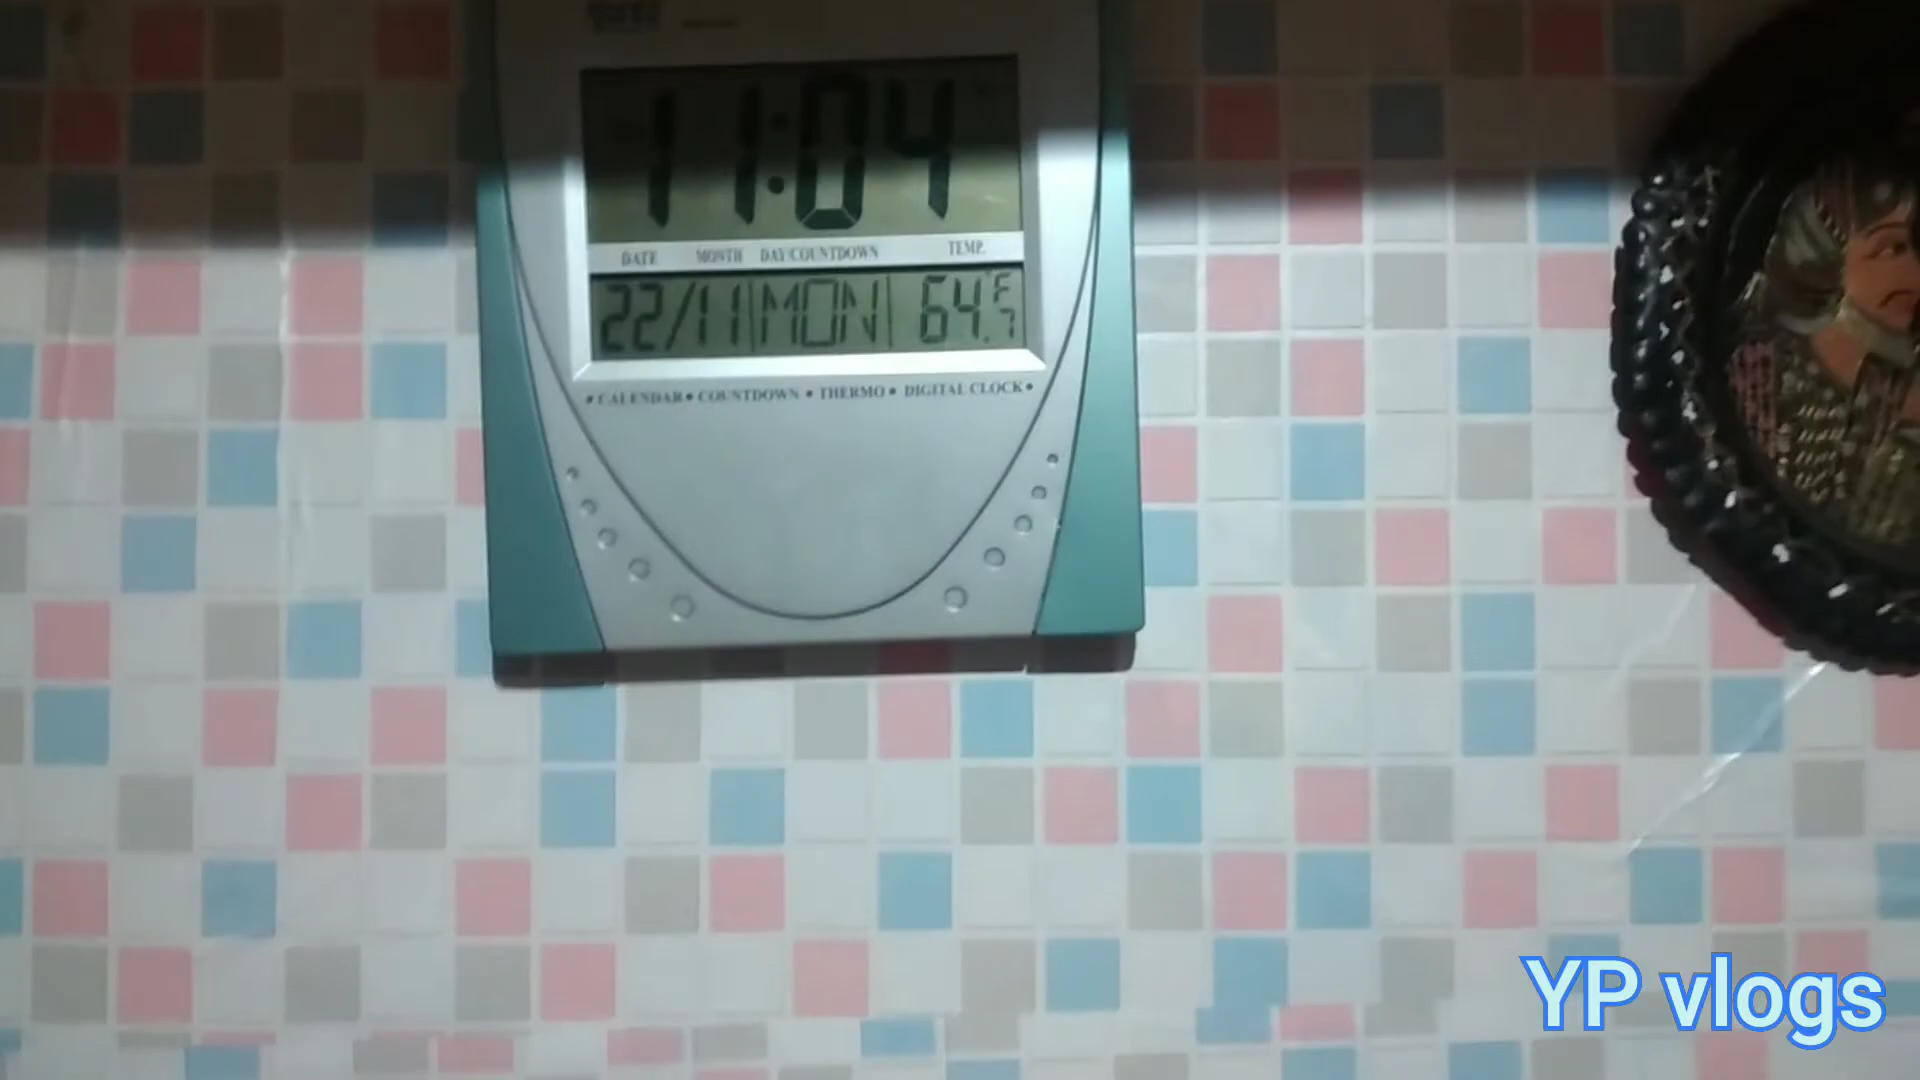 11:04
DATE MONTH DAY/COUNTDOWN TEMP.
22/11 MON 64.7°F
• CALENDAR • COUNTDOWN • THERMO • DIGITAL CLOCK •
YP vlogs